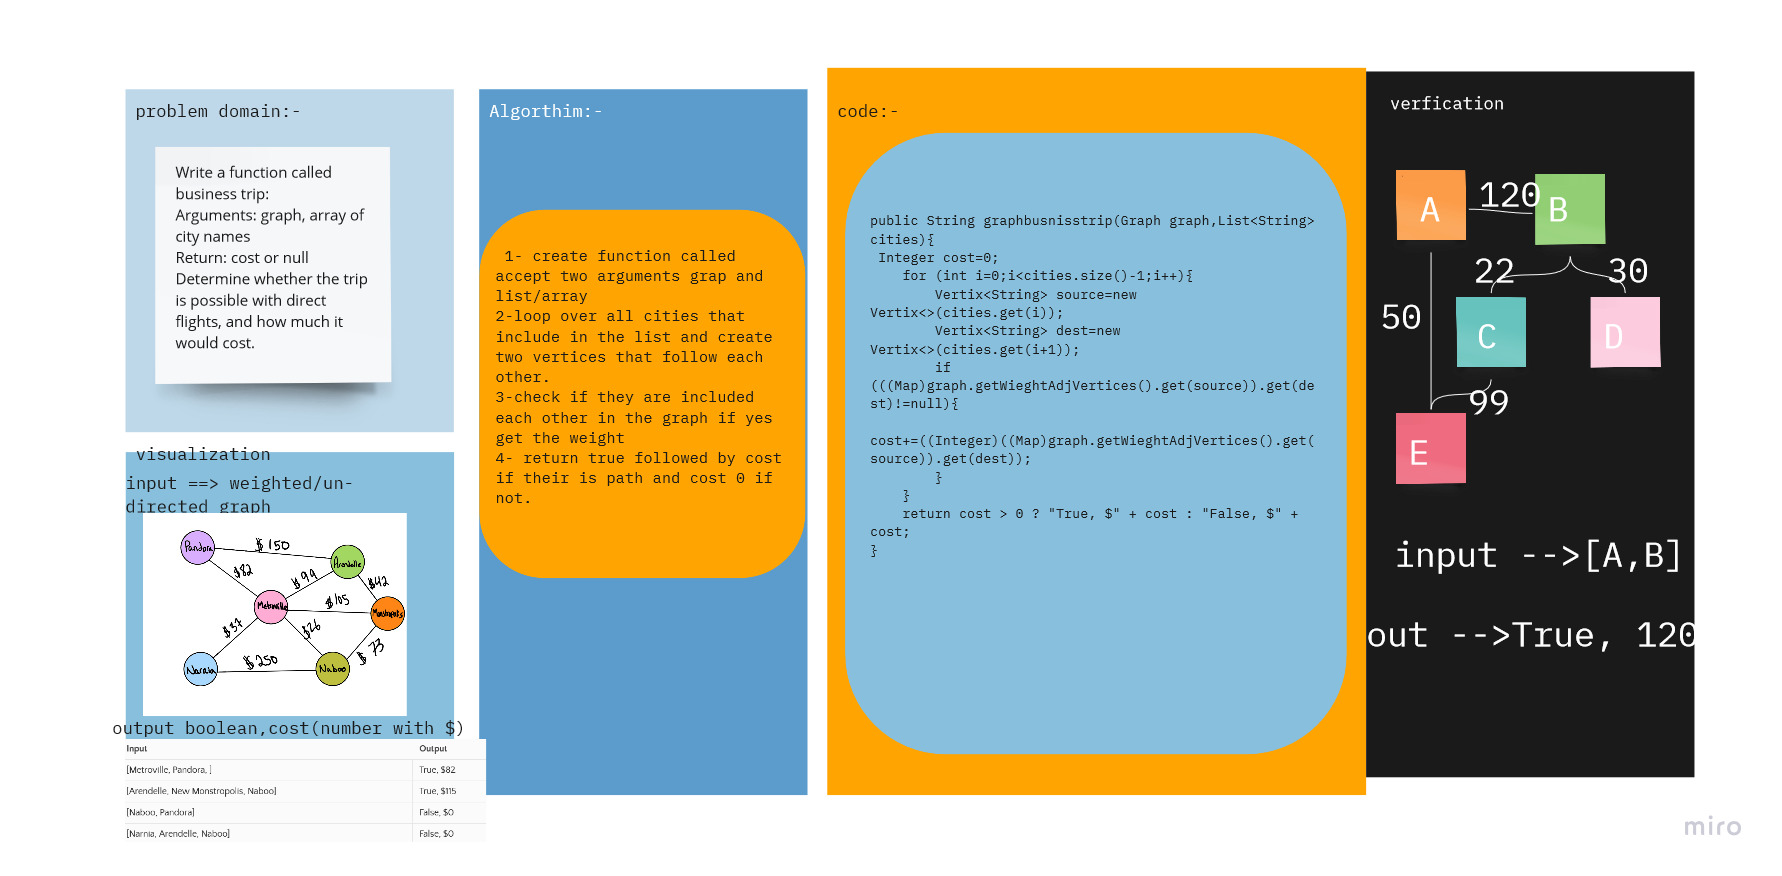 problem domain:-
Write a function called
business trip:
Arguments: graph, array of
city names
Return: cost or null
Determine whether the trip
is possible with direct
flights, and how much it
would cost.
visualization
input ==> weighted/un-
directed graph
Pandora
$150
Arendelle
$82
$99
$42
Metroville
$105
Monstropolis
$37
$26
$73
Narnia
$250
Naboo
output boolean,cost(number with $)
Input Output
[Metroville, Pandora, ] True, $82
[Arendelle, New Monstropolis, Naboo] True, $115
[Naboo, Pandora] False, $0
[Narnia, Arendelle, Naboo] False, $0
Algorthim:-
1- create function called
accept two arguments grap and
list/array
2-loop over all cities that
include in the list and create
two vertices that follow each
other.
3-check if they are included
each other in the graph if yes
get the weight
4- return true followed by cost
if their is path and cost 0 if
not.
code:-
public String graphbusnisstrip(Graph graph,List<String>
cities){
Integer cost=0;
for (int i=0;i<cities.size()-1;i++){
Vertix<String> source=new
Vertix<>(cities.get(i));
Vertix<String> dest=new
Vertix<>(cities.get(i+1));
if
(((Map)graph.getWieghtAdjVertices().get(source)).get(de
st)!=null){
cost+=((Integer)((Map)graph.getWieghtAdjVertices().get(
source)).get(dest));
}
}
return cost > 0 ? "True, $" + cost : "False, $" +
cost;
}
verfication
A
120
B
22
30
50
C
D
99
E
input -->[A,B]
out -->True, 120
miro